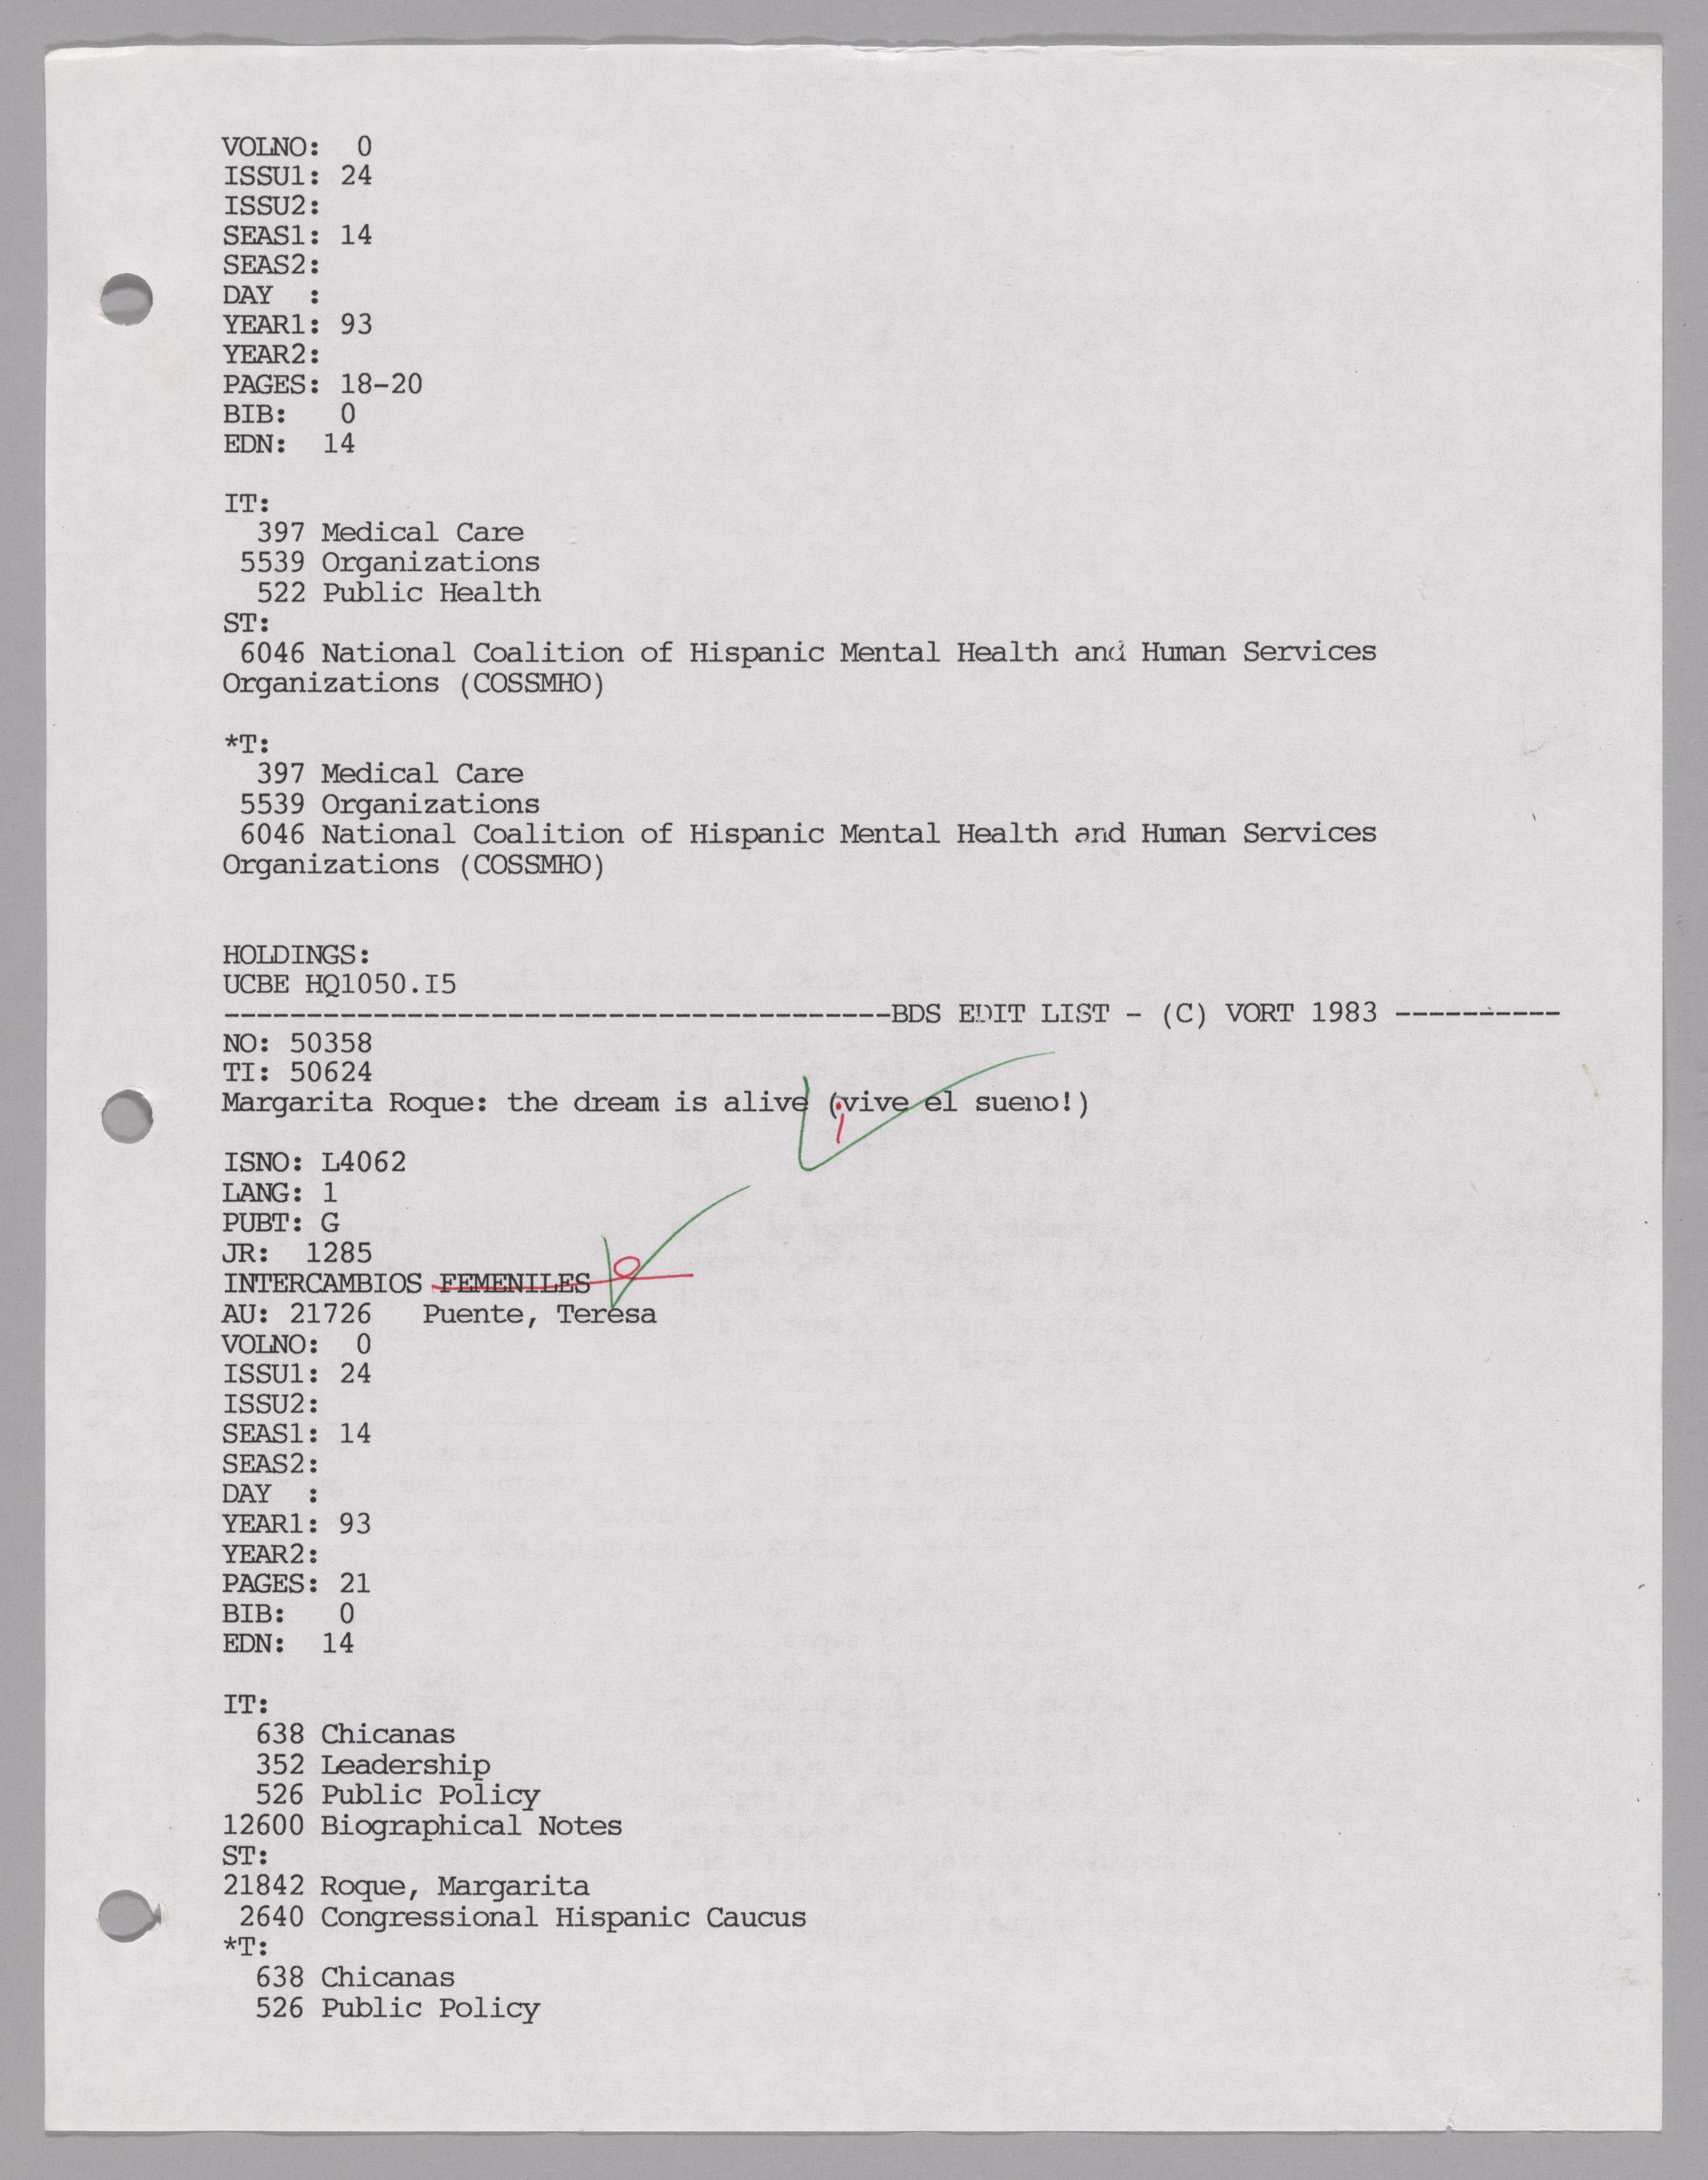 VOLNO:  0
ISSU1: 24
ISSU2:
SEAS1: 14
SEAS2:
DAY  :
YEAR1: 93
YEAR2:
PAGES: 18-20
BIB:   0
EDN:  14
IT:
397 Medical Care
5539 Organizations
522 Public Health
ST:
6046 National Coalition of Hispanic Mental Health and Human Services
Organizations (COSSMHO)
*T:
397 Medical Care
5539 Organizations
6046 National Coalition of Hispanic Mental Health and Human Services
Organizations (COSSMHO)
HOLDINGS:
UCBE HQ1050.I5
----------------------------------------BDS EDIT LIST - (C) VORT 1983 ----------
NO: 50358
TI: 50624
Margarita Roque: the dream is alive (¡vive el sueno!)
ISNO: L4062
LANG: 1
PUBT: G
JR:  1285
INTERCAMBIOS FEMENILES
AU: 21726   Puente, Teresa
VOLNO:  0
ISSU1: 24
ISSU2:
SEAS1: 14
SEAS2:
DAY  :
YEAR1: 93
YEAR2:
PAGES: 21
BIB:   0
EDN:  14
IT:
638 Chicanas
352 Leadership
526 Public Policy
12600 Biographical Notes
ST:
21842 Roque, Margarita
2640 Congressional Hispanic Caucus
*T:
638 Chicanas
526 Public Policy